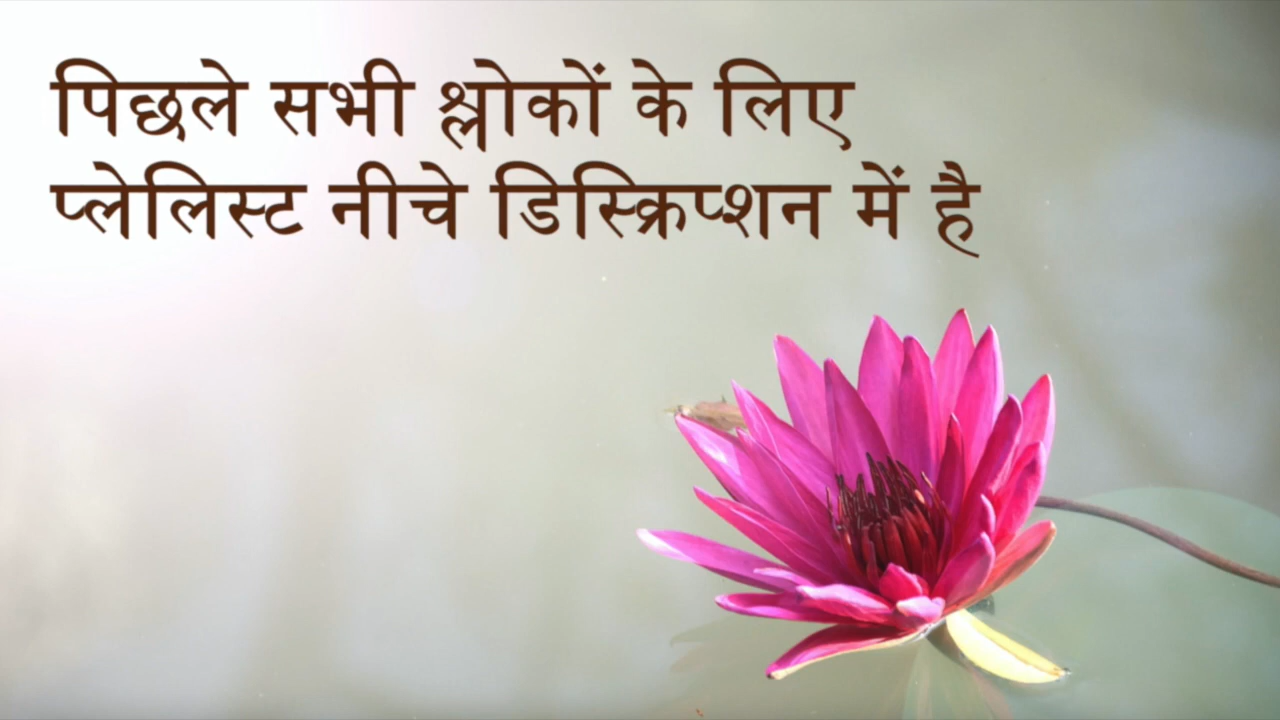 पिछले सभी श्लोकों के लिए
प्लेलिस्ट नीचे डिस्क्रिप्शन में है